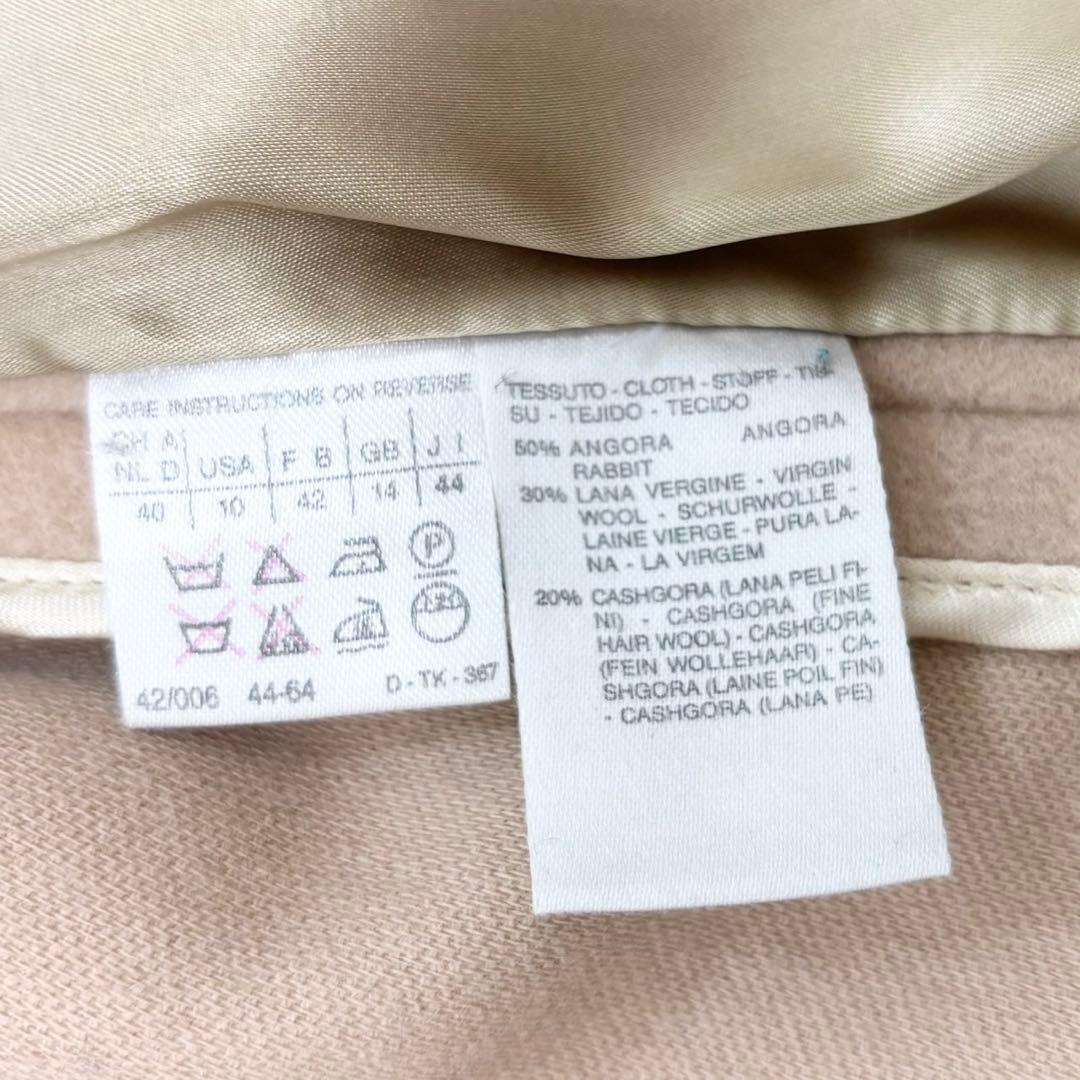 CARE INSTRUCTIONS ON REVERSE
CH A
NL D USA F B GB J I
40 10 42 14 44
P
42/006 44-64 D-TK-367
TESSUTO - CLOTH - STOFF - TIS
SU - TEJIDO - TECIDO
50% ANGORA ANGORA
RABBIT
30% LANA VERGINE - VIRGIN
WOOL - SCHURWOLLE -
LAINE VIERGE - PURA LA-
NA - LA VIRGEM
20% CASHGORA (LANA PELI FI-
NI) - CASHGORA (FINE
HAIR WOOL) - CASHGORA
(FEIN WOLLEHAAR) - CA-
SHGORA (LAINE POIL FIN)
- CASHGORA (LANA PE)